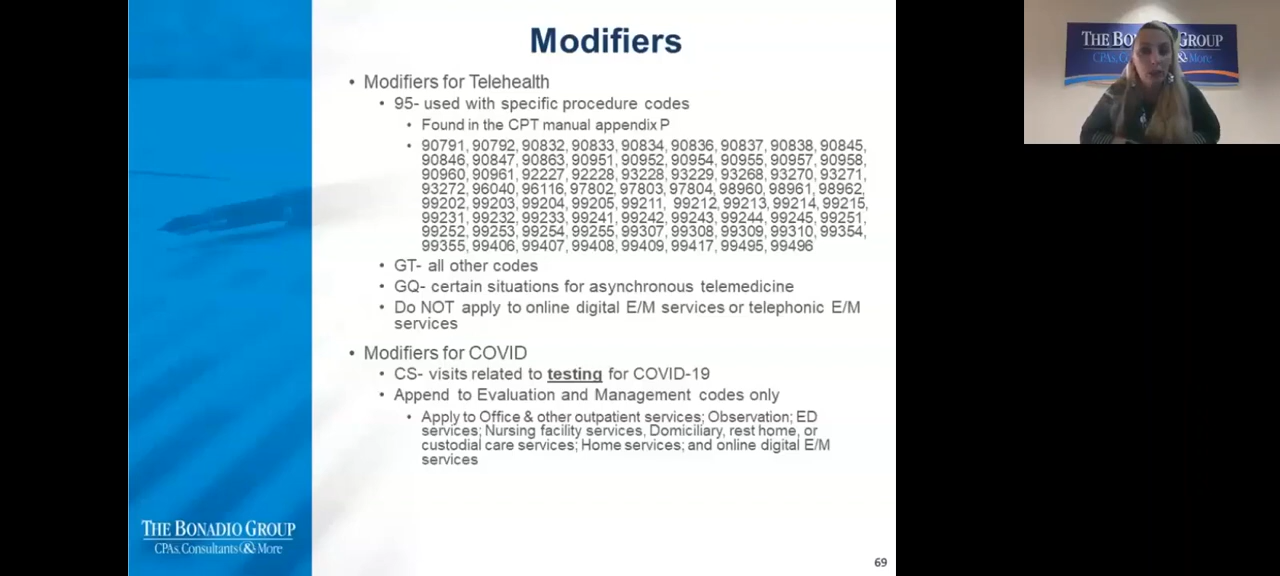 Modifiers
• Modifiers for Telehealth
• 95- used with specific procedure codes
• Found in the CPT manual appendix P
• 90791, 90792, 90832, 90833, 90834, 90836, 90837, 90838, 90845,
90846, 90847, 90863, 90951, 90952, 90954, 90955, 90957, 90958,
90960, 90961, 92227, 92228, 93228, 93229, 93268, 93270, 93271,
93272, 96040, 96116, 97802, 97803, 97804, 98960, 98961, 98962,
99202, 99203, 99204, 99205, 99211, 99212, 99213, 99214, 99215,
99231, 99232, 99233, 99241, 99242, 99243, 99244, 99245, 99251,
99252, 99253, 99254, 99255, 99307, 99308, 99309, 99310, 99354,
99355, 99406, 99407, 99408, 99409, 99417, 99495, 99496
• GT- all other codes
• GQ- certain situations for asynchronous telemedicine
• Do NOT apply to online digital E/M services or telephonic E/M
services
• Modifiers for COVID
• CS- visits related to testing for COVID-19
• Append to Evaluation and Management codes only
• Apply to Office & other outpatient services; Observation; ED
services; Nursing facility services, Domiciliary, rest home, or
custodial care services; Home services; and online digital E/M
services
THE BONADIO GROUP
CPAs, Consultants & More
69
THE BO GROUP
CPAs, & More